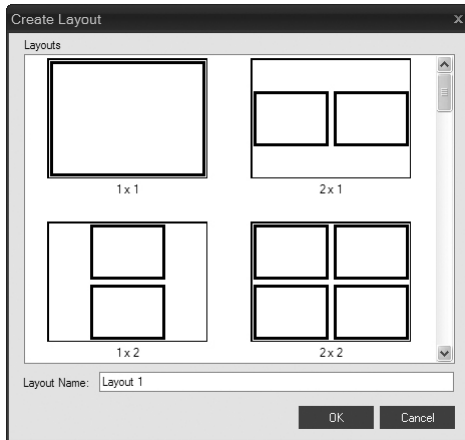 Create Layout x
Layouts
1 x 1 2 x 1
1 x 2 2 x 2
Layout Name: Layout 1
OK Cancel